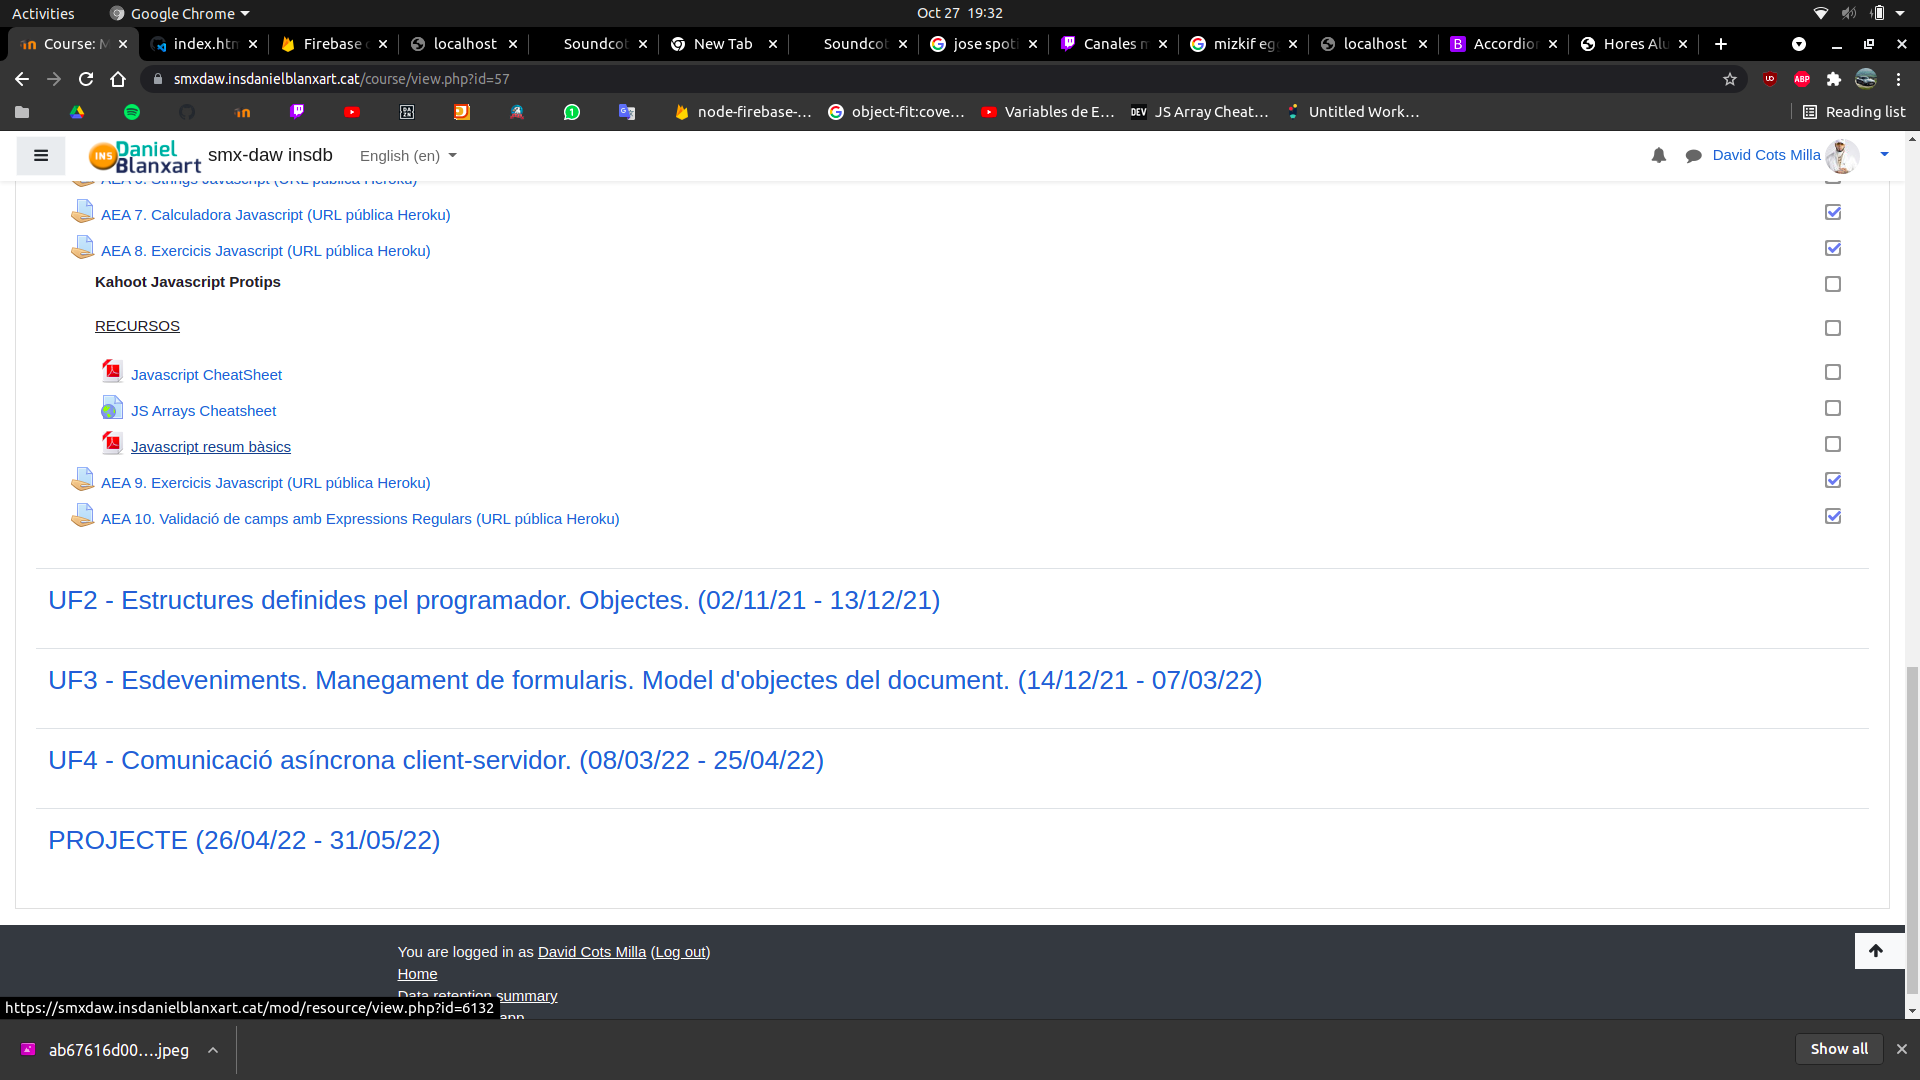 Activities
Google Chrome
Oct 27 19:32
Course: M
index.htm
Firebase
localhost
Soundco
New Tab
Soundco
jose spoti
Canales
mizkif eg
localhost
Accordion
Hores Alu
smxdaw.insdanielblanxart.cat/course/view.php?id=57
node-firebase-...
object-fit:cove...
Variables de E...
JS Array Cheat...
Untitled Work...
Reading list
INS Daniel Blanxart
smx-daw insdb
English (en)
David Cots Milla
AEA 6. Strings Javascript (URL pública Heroku)
AEA 7. Calculadora Javascript (URL pública Heroku)
AEA 8. Exercicis Javascript (URL pública Heroku)
Kahoot Javascript Protips
RECURSOS
Javascript CheatSheet
JS Arrays Cheatsheet
Javascript resum bàsics
AEA 9. Exercicis Javascript (URL pública Heroku)
AEA 10. Validació de camps amb Expressions Regulars (URL pública Heroku)
UF2 - Estructures definides pel programador. Objectes. (02/11/21 - 13/12/21)
UF3 - Esdeveniments. Manegament de formularis. Model d'objectes del document. (14/12/21 - 07/03/22)
UF4 - Comunicació asíncrona client-servidor. (08/03/22 - 25/04/22)
PROJECTE (26/04/22 - 31/05/22)
You are logged in as David Cots Milla (Log out)
Home
Data retention summary
https://smxdaw.insdanielblanxart.cat/mod/resource/view.php?id=6132
ab67616d00....jpeg
Show all